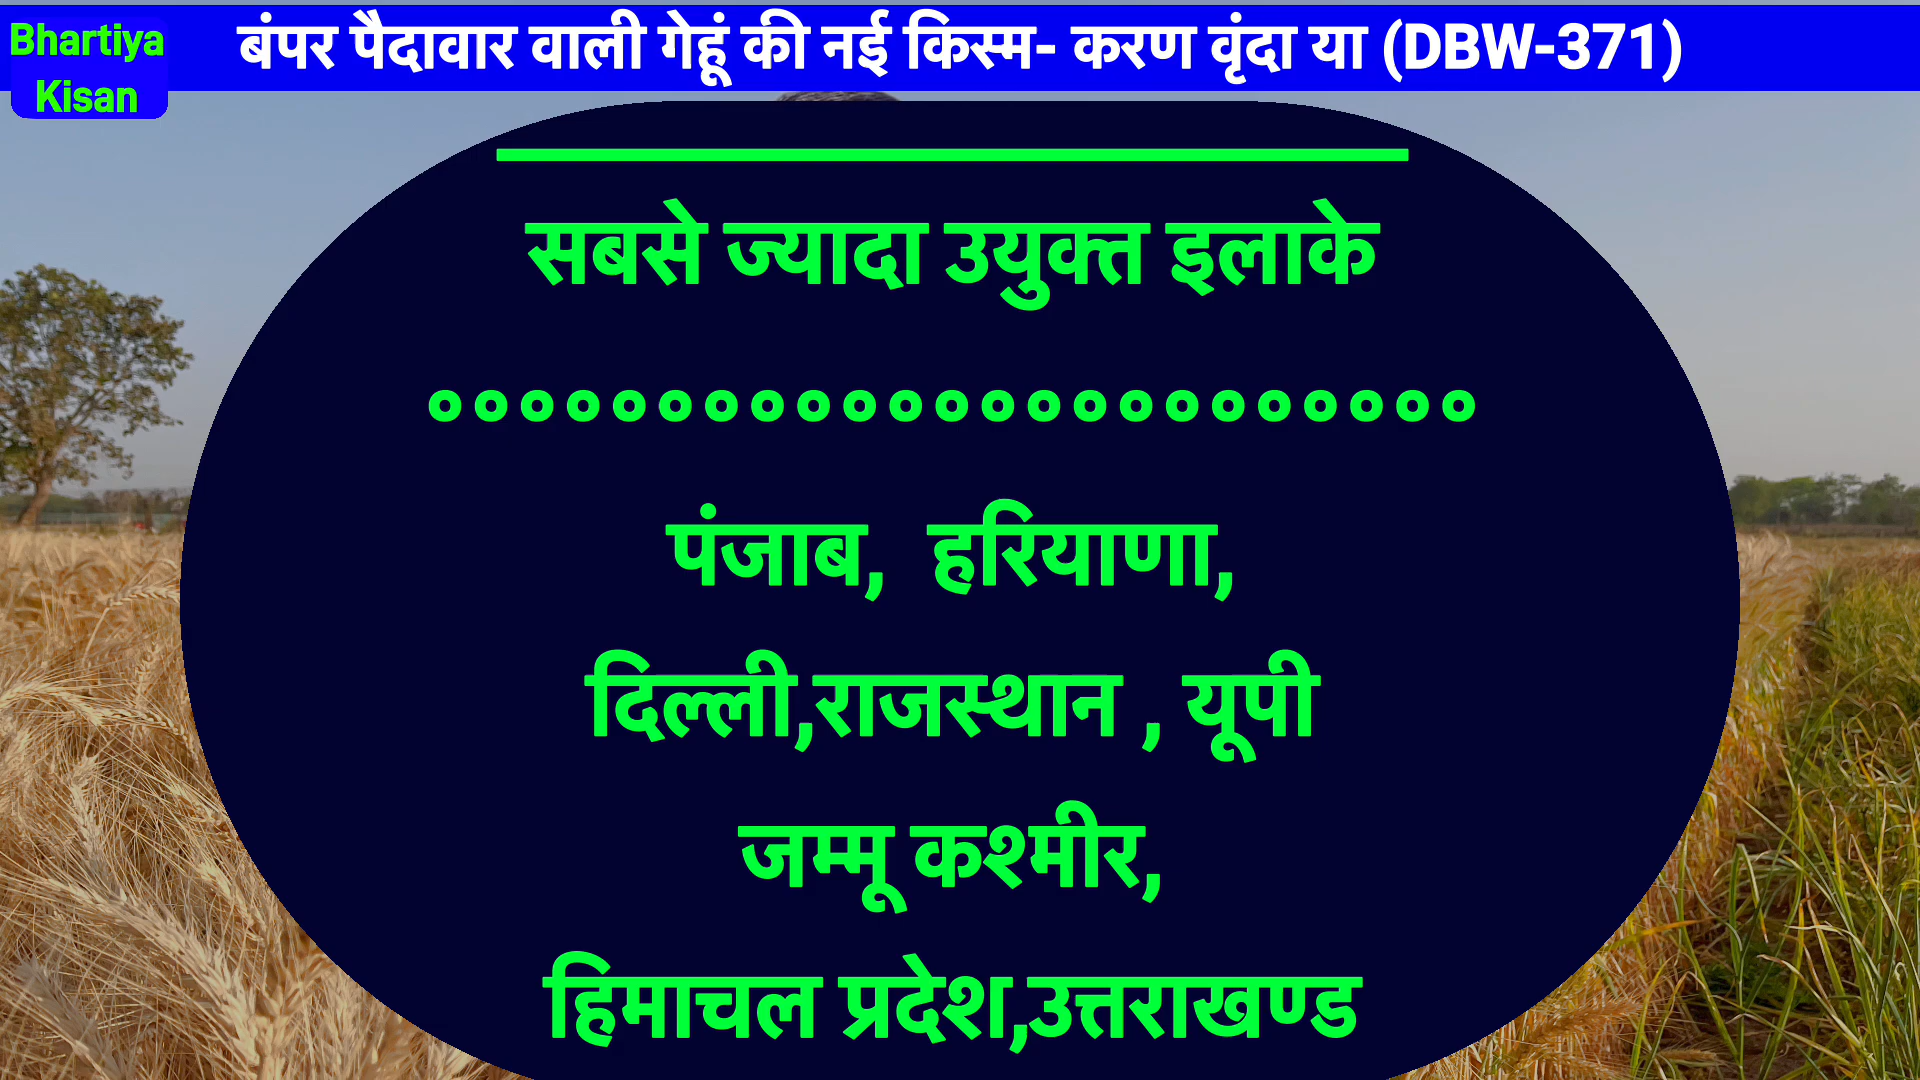 Bhartiya
Kisan
बंपर पैदावार वाली गेहूं की नई किस्म- करण वृंदा या (DBW-371)
सबसे ज्यादा उयुक्त इलाके
पंजाब, हरियाणा,
दिल्ली,राजस्थान , यूपी
जम्मू कश्मीर,
हिमाचल प्रदेश,उत्तराखण्ड